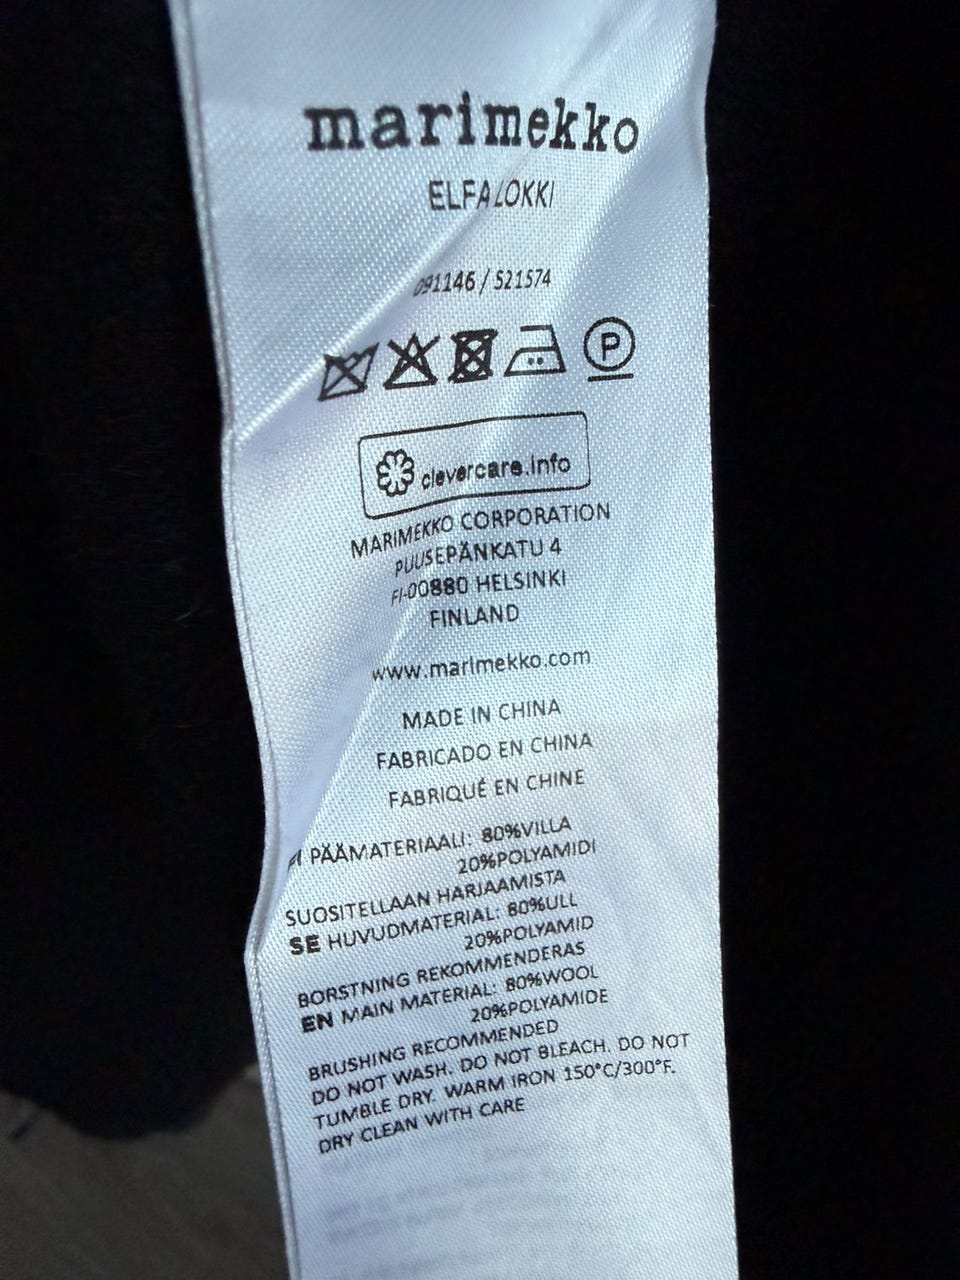 marimekko
ELFA LOKKI
091146 / 521574
P
clevercare.info
MARIMEKKO CORPORATION
PUUSEPÄNKATU 4
FI-00880 HELSINKI
FINLAND
www.marimekko.com
MADE IN CHINA
FABRICADO EN CHINA
FABRIQUÉ EN CHINE
FI PÄÄMATERIAALI: 80%VILLA
20%POLYAMIDI
SUOSITELLAAN HARJAAMISTA
SE HUVUDMATERIAL: 80%ULL
20%POLYAMID
BORSTNING REKOMMENDERAS
EN MAIN MATERIAL: 80%WOOL
20%POLYAMIDE
BRUSHING RECOMMENDED
DO NOT WASH. DO NOT BLEACH. DO NOT
TUMBLE DRY. WARM IRON 150°C/300°F.
DRY CLEAN WITH CARE